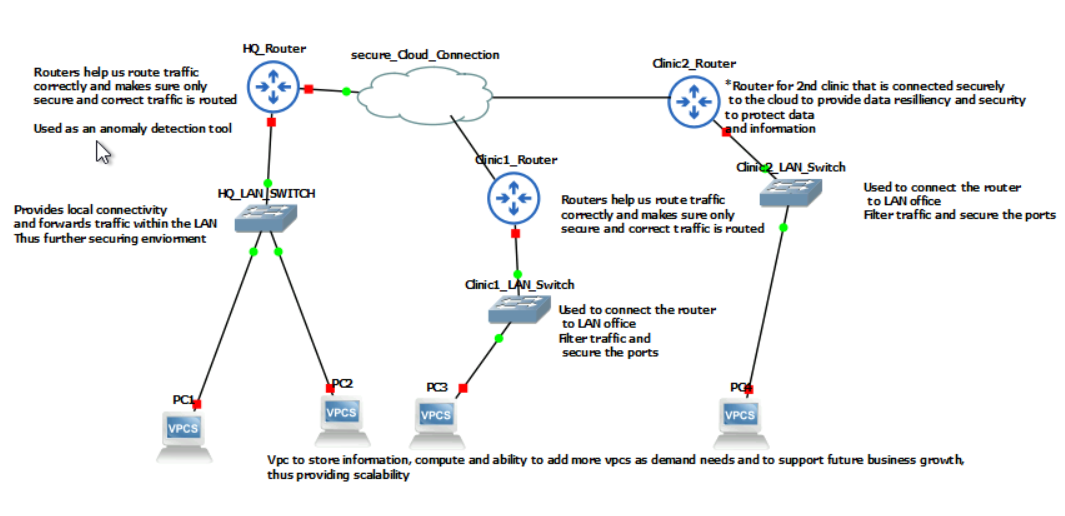 HQ_Router
Routers help us route traffic
correctly and makes sure only
secure and correct traffic is routed
Used as an anomaly detection tool
secure_Cloud_Connection
Clinic2_Router
*Router for 2nd clinic that is connected securely
to the cloud to provide data resilliency and security
to protect data
and information
Clinic1_Router
Routers help us route traffic
correctly and makes sure only
secure and correct traffic is routed
Clinic2_LAN_Switch
Used to connect the router
to LAN office
Filter traffic and secure the ports
HQ_LAN_SWITCH
Provides local connectivity
and forwards traffic within the LAN
Thus further securing enviorment
Clinic1_LAN_Switch
Used to connect the router
to LAN office
Filter traffic and
secure the ports
PC1
VPCS
PC2
VPCS
PC3
VPCS
PC4
VPCS
Vpc to store information, compute and ability to add more vpcs as demand needs and to support future business growth,
thus providing scalability